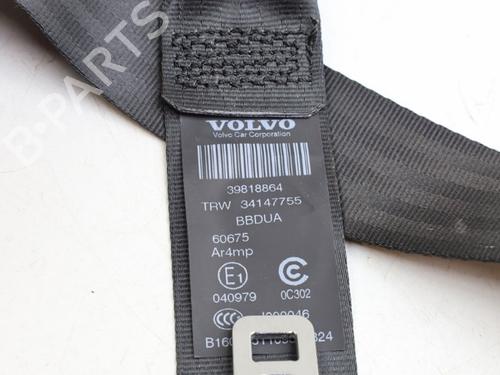 B-PARTS
VOLVO
Volvo Car Corporation
39818864
TRW 34147755
BBDUA
60675
Ar4mp
E1
040979 0C302